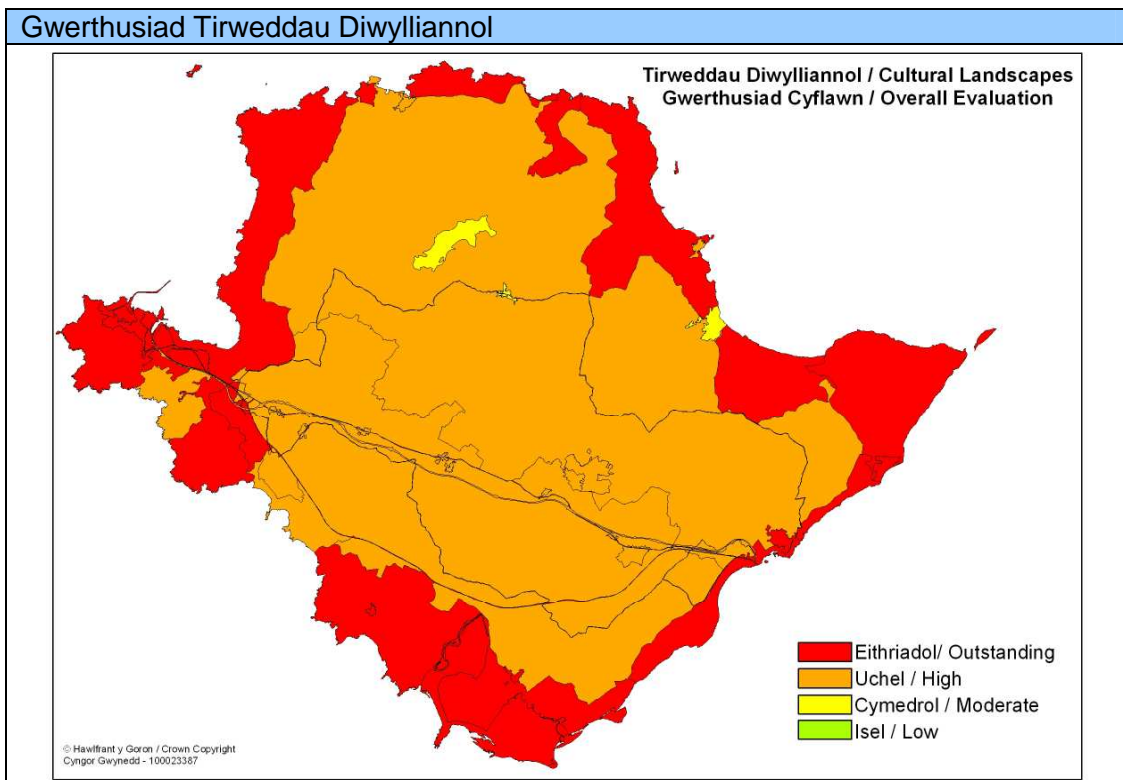 Gwerthusiad Tirweddau Diwylliannol
Tirweddau Diwylliannol / Cultural Landscapes
Gwerthusiad Cyflawn / Overall Evaluation
Eithriadol/ Outstanding
Uchel / High
Cymedrol / Moderate
Isel / Low
© Hawlfraint y Goron / Crown Copyright
Cyngor Gwynedd - 100023387